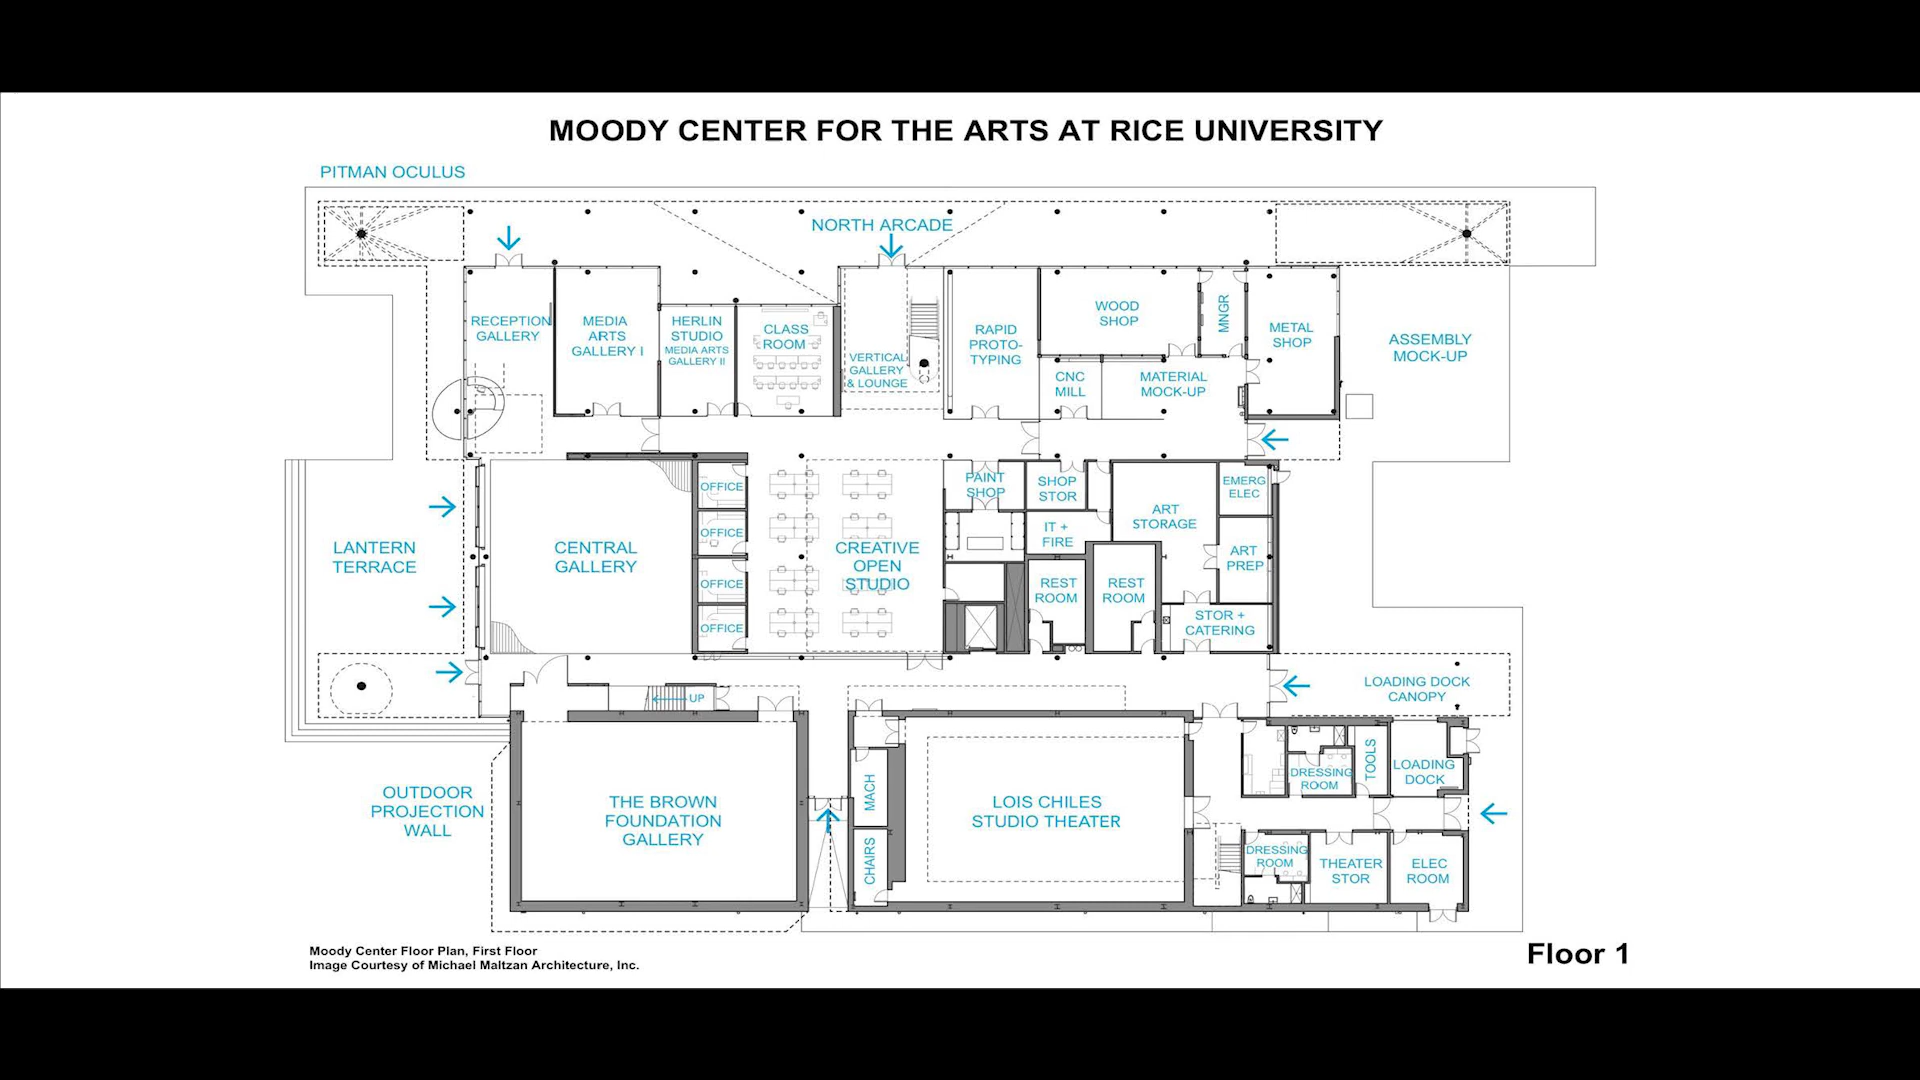 MOODY CENTER FOR THE ARTS AT RICE UNIVERSITY
PITMAN OCULUS
NORTH ARCADE
RECEPTION
GALLERY
MEDIA
ARTS
GALLERY I
HERLIN
STUDIO
MEDIA ARTS
GALLERY II
CLASS
ROOM
VERTICAL
GALLERY
& LOUNGE
RAPID
PROTO-
TYPING
WOOD
SHOP
MNGR
METAL
SHOP
ASSEMBLY
MOCK-UP
CNC
MILL
MATERIAL
MOCK-UP
LANTERN
TERRACE
CENTRAL
GALLERY
OFFICE
OFFICE
OFFICE
OFFICE
CREATIVE
OPEN
STUDIO
PAINT
SHOP
SHOP
STOR
IT +
FIRE
ART
STORAGE
EMERG
ELEC
ART
PREP
REST
ROOM
REST
ROOM
STOR +
CATERING
UP
LOADING DOCK
CANOPY
OUTDOOR
PROJECTION
WALL
THE BROWN
FOUNDATION
GALLERY
MACH
CHAIRS
LOIS CHILES
STUDIO THEATER
DRESSING
ROOM
TOOLS
LOADING
DOCK
DRESSING
ROOM
THEATER
STOR
ELEC
ROOM
Moody Center Floor Plan, First Floor
Image Courtesy of Michael Maltzan Architecture, Inc.
Floor 1